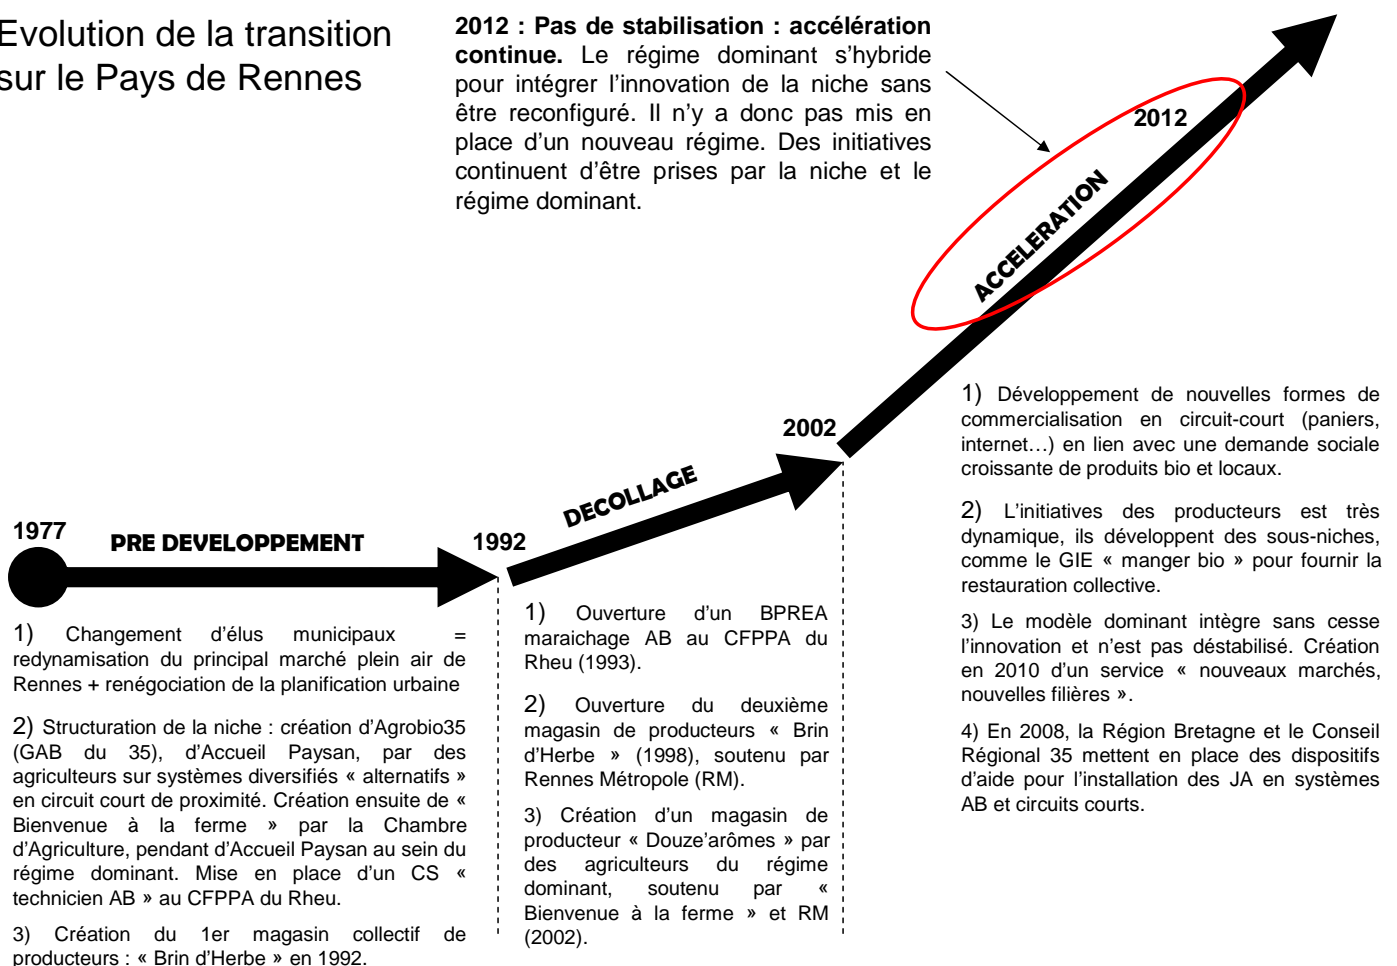 Evolution de la transition
sur le Pays de Rennes
2012 : Pas de stabilisation : accélération
continue. Le régime dominant s’hybride
pour intégrer l’innovation de la niche sans
être reconfiguré. Il n’y a donc pas mis en
place d’un nouveau régime. Des initiatives
continuent d’être prises par la niche et le
régime dominant.
2012
ACCELERATION
2002
DECOLLAGE
1992
1977
PRE DEVELOPPEMENT
1) Changement d’élus municipaux =
redynamisation du principal marché plein air de
Rennes + renégociation de la planification urbaine
2) Structuration de la niche : création d’Agrobio35
(GAB du 35), d’Accueil Paysan, par des
agriculteurs sur systèmes diversifiés « alternatifs »
en circuit court de proximité. Création ensuite de «
Bienvenue à la ferme » par la Chambre
d’Agriculture, pendant d’Accueil Paysan au sein du
régime dominant. Mise en place d’un CS «
technicien AB » au CFPPA du Rheu.
3) Création du 1er magasin collectif de
producteurs : « Brin d’Herbe » en 1992.
1) Ouverture d’un BPREA
maraichage AB au CFPPA du
Rheu (1993).
2) Ouverture du deuxième
magasin de producteurs « Brin
d’Herbe » (1998), soutenu par
Rennes Métropole (RM).
3) Création d’un magasin de
producteur « Douze’arômes » par
des agriculteurs du régime
dominant, soutenu par «
Bienvenue à la ferme » et RM
(2002).
1) Développement de nouvelles formes de
commercialisation en circuit-court (paniers,
internet…) en lien avec une demande sociale
croissante de produits bio et locaux.
2) L’initiatives des producteurs est très
dynamique, ils développent des sous-niches,
comme le GIE « manger bio » pour fournir la
restauration collective.
3) Le modèle dominant intègre sans cesse
l’innovation et n’est pas déstabilisé. Création
en 2010 d’un service « nouveaux marchés,
nouvelles filières ».
4) En 2008, la Région Bretagne et le Conseil
Régional 35 mettent en place des dispositifs
d’aide pour l’installation des JA en systèmes
AB et circuits courts.